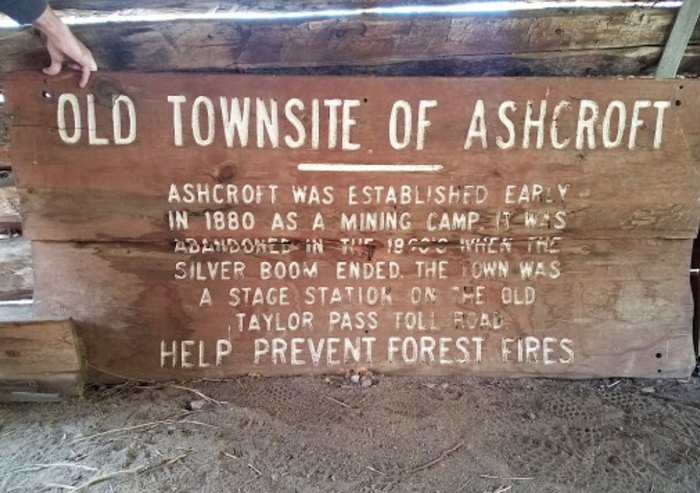 OLD TOWNSITE OF ASHCROFT
ASHCROFT WAS ESTABLISHED EARLY
IN 1880 AS A MINING CAMP. IT WAS
ABANDONED IN THE WHEN THE
SILVER BOOM ENDED. THE TOWN WAS
A STAGE STATION ON THE OLD
TAYLOR PASS TOLL ROAD
HELP PREVENT FOREST FIRES